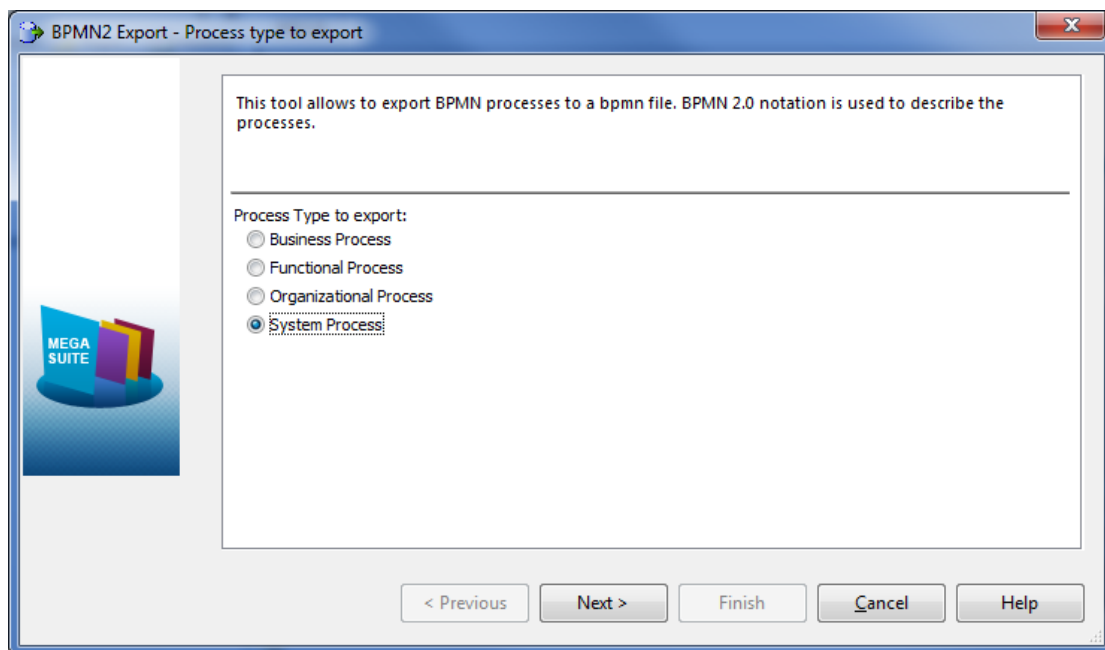 BPMN2 Export - Process type to export
This tool allows to export BPMN processes to a bpmn file. BPMN 2.0 notation is used to describe the
processes.
Process Type to export:
Business Process
Functional Process
Organizational Process
System Process
MEGA
SUITE
< Previous
Next >
Finish
Cancel
Help